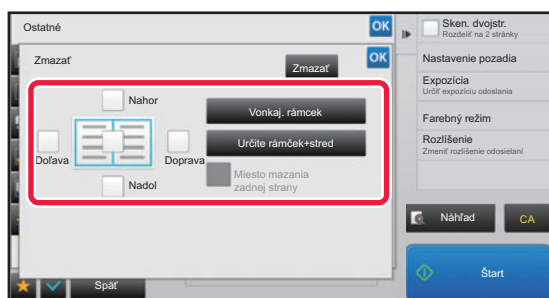 Ostatné
OK
Zmazať
Zmazať
OK
Nahor
Doľava
Doprava
Nadol
Vonkaj. rámcek
Určite rámček+stred
Miesto mazania
zadnej strany
Späť
Sken. dvojstr.
Rozdeliť na 2 stránky
Nastavenie pozadia
Expozícia
Určiť expozíciu odoslania
Farebný režim
Rozlíšenie
Zmeniť rozlíšenie odosielaní
Náhľad
CA
Štart